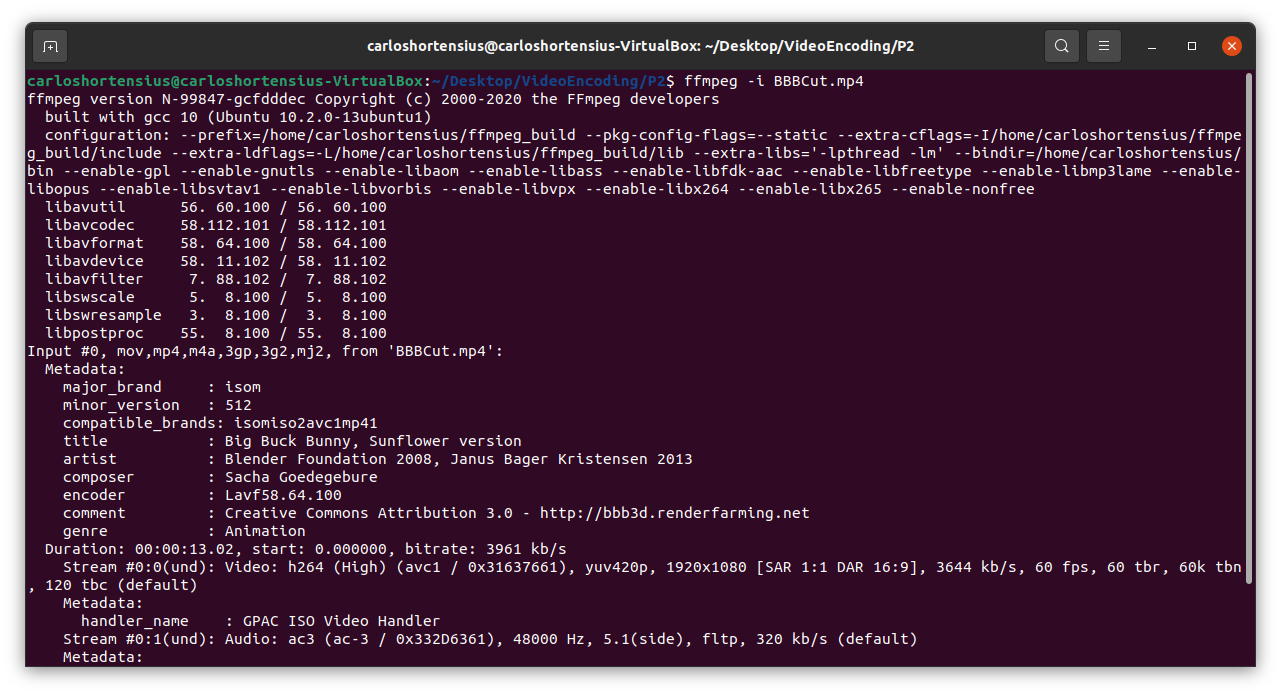 carloshortensius@carloshortensius-VirtualBox: ~/Desktop/VideoEncoding/P2
carloshortensius@carloshortensius-VirtualBox:~/Desktop/VideoEncoding/P2$ ffmpeg -i BBBCut.mp4
ffmpeg version N-99847-gcfdddec Copyright (c) 2000-2020 the FFmpeg developers
  built with gcc 10 (Ubuntu 10.2.0-13ubuntu1)
  configuration: --prefix=/home/carloshortensius/ffmpeg_build --pkg-config-flags=--static --extra-cflags=-I/home/carloshortensius/ffmpe
g_build/include --extra-ldflags=-L/home/carloshortensius/ffmpeg_build/lib --extra-libs='-lpthread -lm' --bindir=/home/carloshortensius/
bin --enable-gpl --enable-gnutls --enable-libaom --enable-libass --enable-libfdk-aac --enable-libfreetype --enable-libmp3lame --enable-
libopus --enable-libsvtav1 --enable-libvorbis --enable-libvpx --enable-libx264 --enable-libx265 --enable-nonfree
  libavutil      56. 60.100 / 56. 60.100
  libavcodec     58.112.101 / 58.112.101
  libavformat    58. 64.100 / 58. 64.100
  libavdevice    58. 11.102 / 58. 11.102
  libavfilter     7. 88.102 /  7. 88.102
  libswscale      5.  8.100 /  5.  8.100
  libswresample   3.  8.100 /  3.  8.100
  libpostproc    55.  8.100 / 55.  8.100
Input #0, mov,mp4,m4a,3gp,3g2,mj2, from 'BBBCut.mp4':
  Metadata:
    major_brand     : isom
    minor_version   : 512
    compatible_brands: isomiso2avc1mp41
    title           : Big Buck Bunny, Sunflower version
    artist          : Blender Foundation 2008, Janus Bager Kristensen 2013
    composer        : Sacha Goedegebure
    encoder         : Lavf58.64.100
    comment         : Creative Commons Attribution 3.0 - http://bbb3d.renderfarming.net
    genre           : Animation
  Duration: 00:00:13.02, start: 0.000000, bitrate: 3961 kb/s
    Stream #0:0(und): Video: h264 (High) (avc1 / 0x31637661), yuv420p, 1920x1080 [SAR 1:1 DAR 16:9], 3644 kb/s, 60 fps, 60 tbr, 60k tbn
, 120 tbc (default)
    Metadata:
      handler_name    : GPAC ISO Video Handler
    Stream #0:1(und): Audio: ac3 (ac-3 / 0x332D6361), 48000 Hz, 5.1(side), fltp, 320 kb/s (default)
    Metadata: